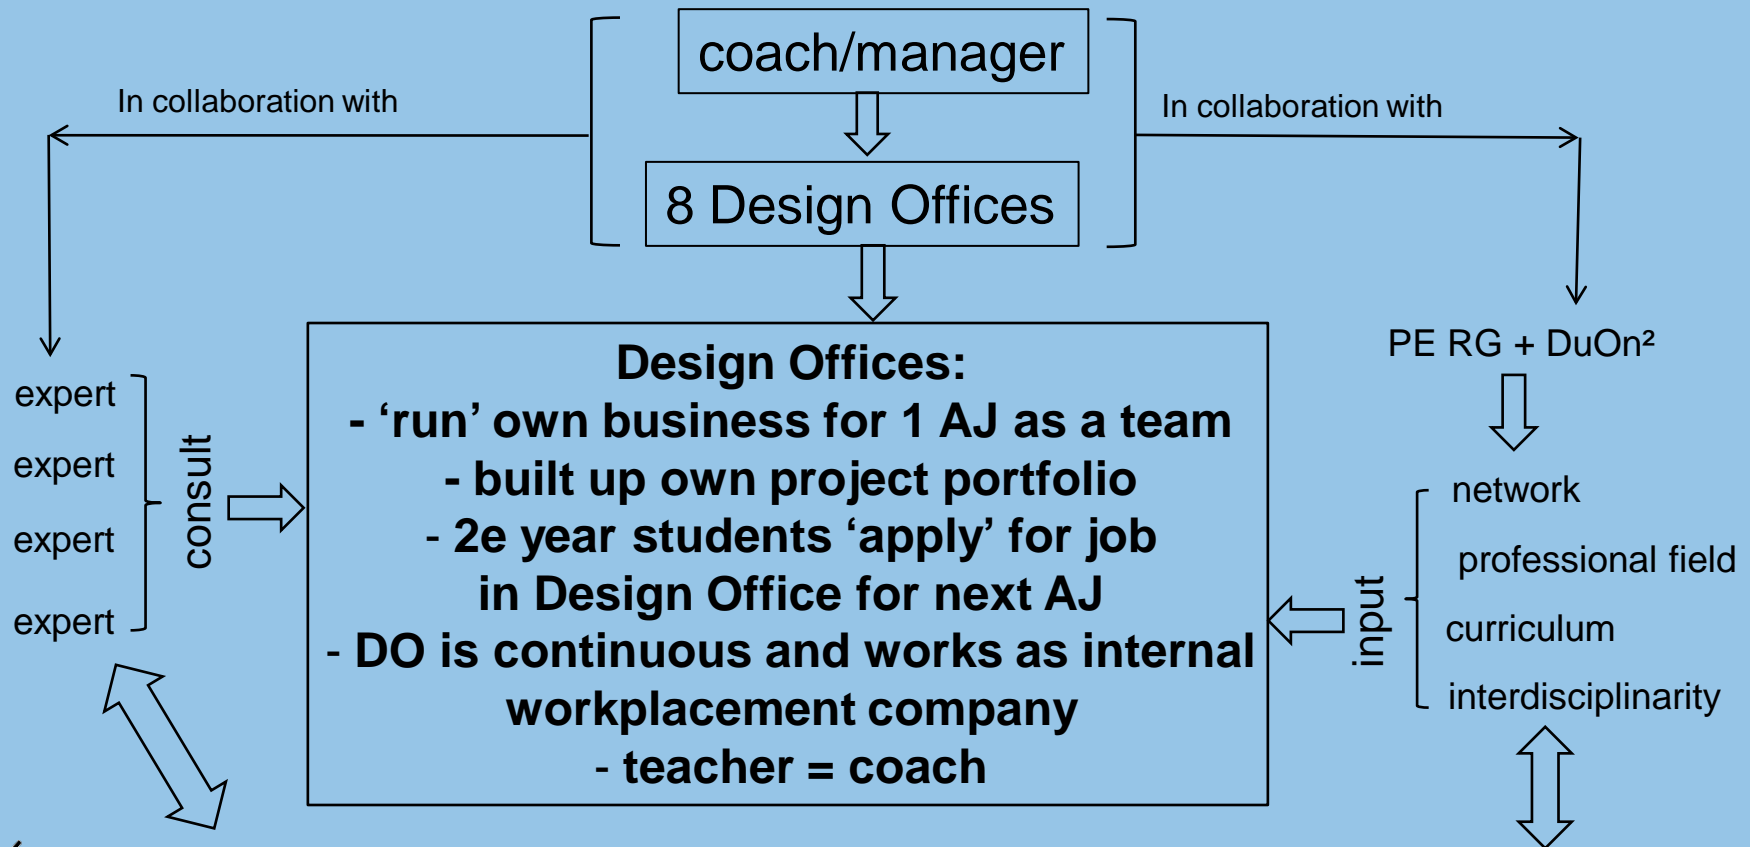 coach/manager
In collaboration with
In collaboration with
8 Design Offices
PE RG + DuOn²
Design Offices:
- ‘run’ own business for 1 AJ as a team
- built up own project portfolio
- 2e year students ‘apply’ for job
in Design Office for next AJ
- DO is continuous and works as internal
workplacement company
- teacher = coach
expert
expert
expert
expert
consult
network
professional field
curriculum
interdisciplinarity
input